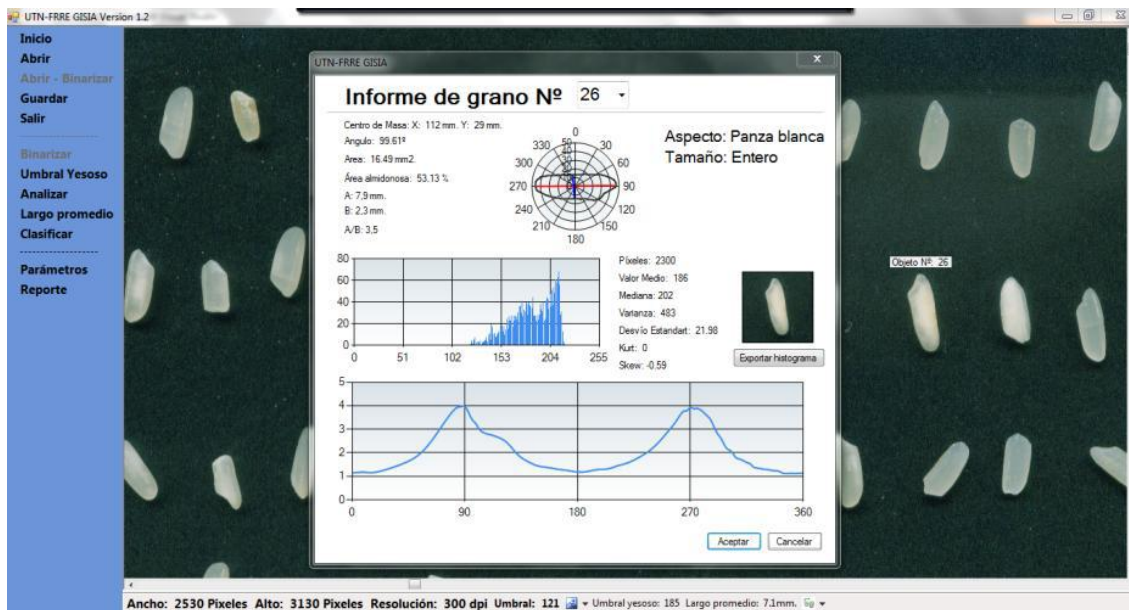 UTN-FRRE GISIA Version 1.2
Inicio
Abrir
Abrir - Binarizar
Guardar
Salir
Binarizar
Umbral Yesoso
Analizar
Largo promedio
Clasificar
Parámetros
Reporte
UTN-FRRE GISIA
Informe de grano Nº 26
Centro de Masa: X: 112 mm. Y: 29 mm.
Angulo: 99.61º
Area: 16.49 mm2.
Área almidonosa: 53.13 %
A: 7,9 mm.
B: 2,3 mm.
A/B: 3,5
0
30
60
90
120
150
180
210
240
270
300
330
50
Aspecto: Panza blanca
Tamaño: Entero
80
60
40
20
0
0 51 102 153 204 255
Píxeles: 2300
Valor Medio: 186
Mediana: 202
Varianza: 483
Desvío Estandart: 21.98
Kurt: 0
Skew: -0.59
Exportar histograma
5
4
3
2
1
0
0 90 180 270 360
Aceptar Cancelar
Objeto Nº: 26
Ancho: 2530 Pixeles Alto: 3130 Pixeles Resolución: 300 dpi Umbral: 121 Umbral yesoso: 185 Largo promedio: 7.1mm.